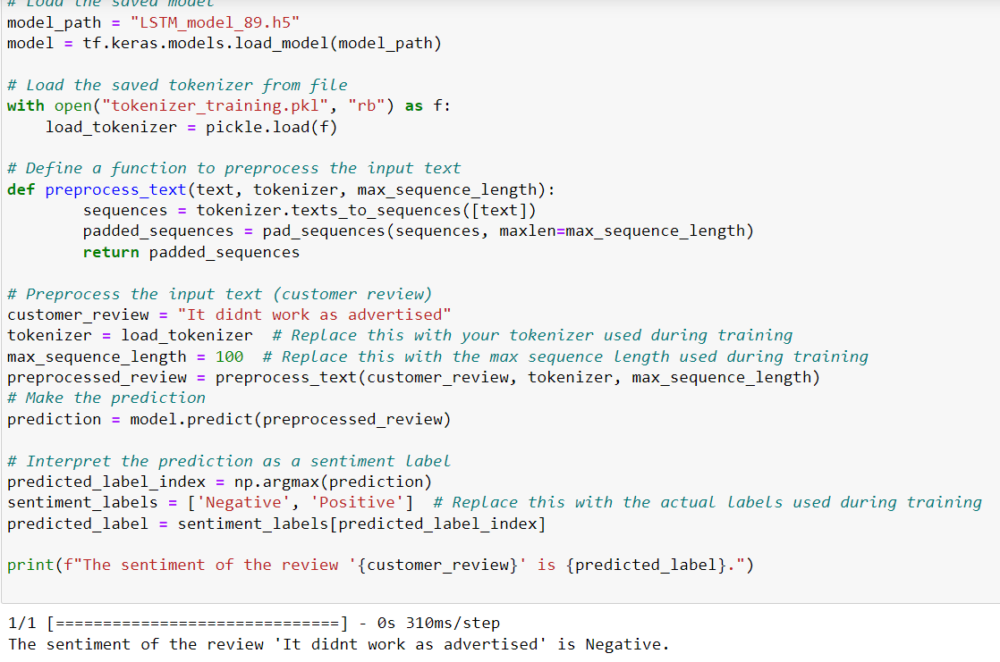 # Load the saved model
model_path = "LSTM_model_89.h5"
model = tf.keras.models.load_model(model_path)

# Load the saved tokenizer from file
with open("tokenizer_training.pkl", "rb") as f:
    load_tokenizer = pickle.load(f)

# Define a function to preprocess the input text
def preprocess_text(text, tokenizer, max_sequence_length):
        sequences = tokenizer.texts_to_sequences([text])
        padded_sequences = pad_sequences(sequences, maxlen=max_sequence_length)
        return padded_sequences

# Preprocess the input text (customer review)
customer_review = "It didnt work as advertised"
tokenizer = load_tokenizer  # Replace this with your tokenizer used during training
max_sequence_length = 100  # Replace this with the max sequence length used during training
preprocessed_review = preprocess_text(customer_review, tokenizer, max_sequence_length)
# Make the prediction
prediction = model.predict(preprocessed_review)

# Interpret the prediction as a sentiment label
predicted_label_index = np.argmax(prediction)
sentiment_labels = ['Negative', 'Positive']  # Replace this with the actual labels used during training
predicted_label = sentiment_labels[predicted_label_index]

print(f"The sentiment of the review '{customer_review}' is {predicted_label}.")

1/1 [==============================] - 0s 310ms/step
The sentiment of the review 'It didnt work as advertised' is Negative.